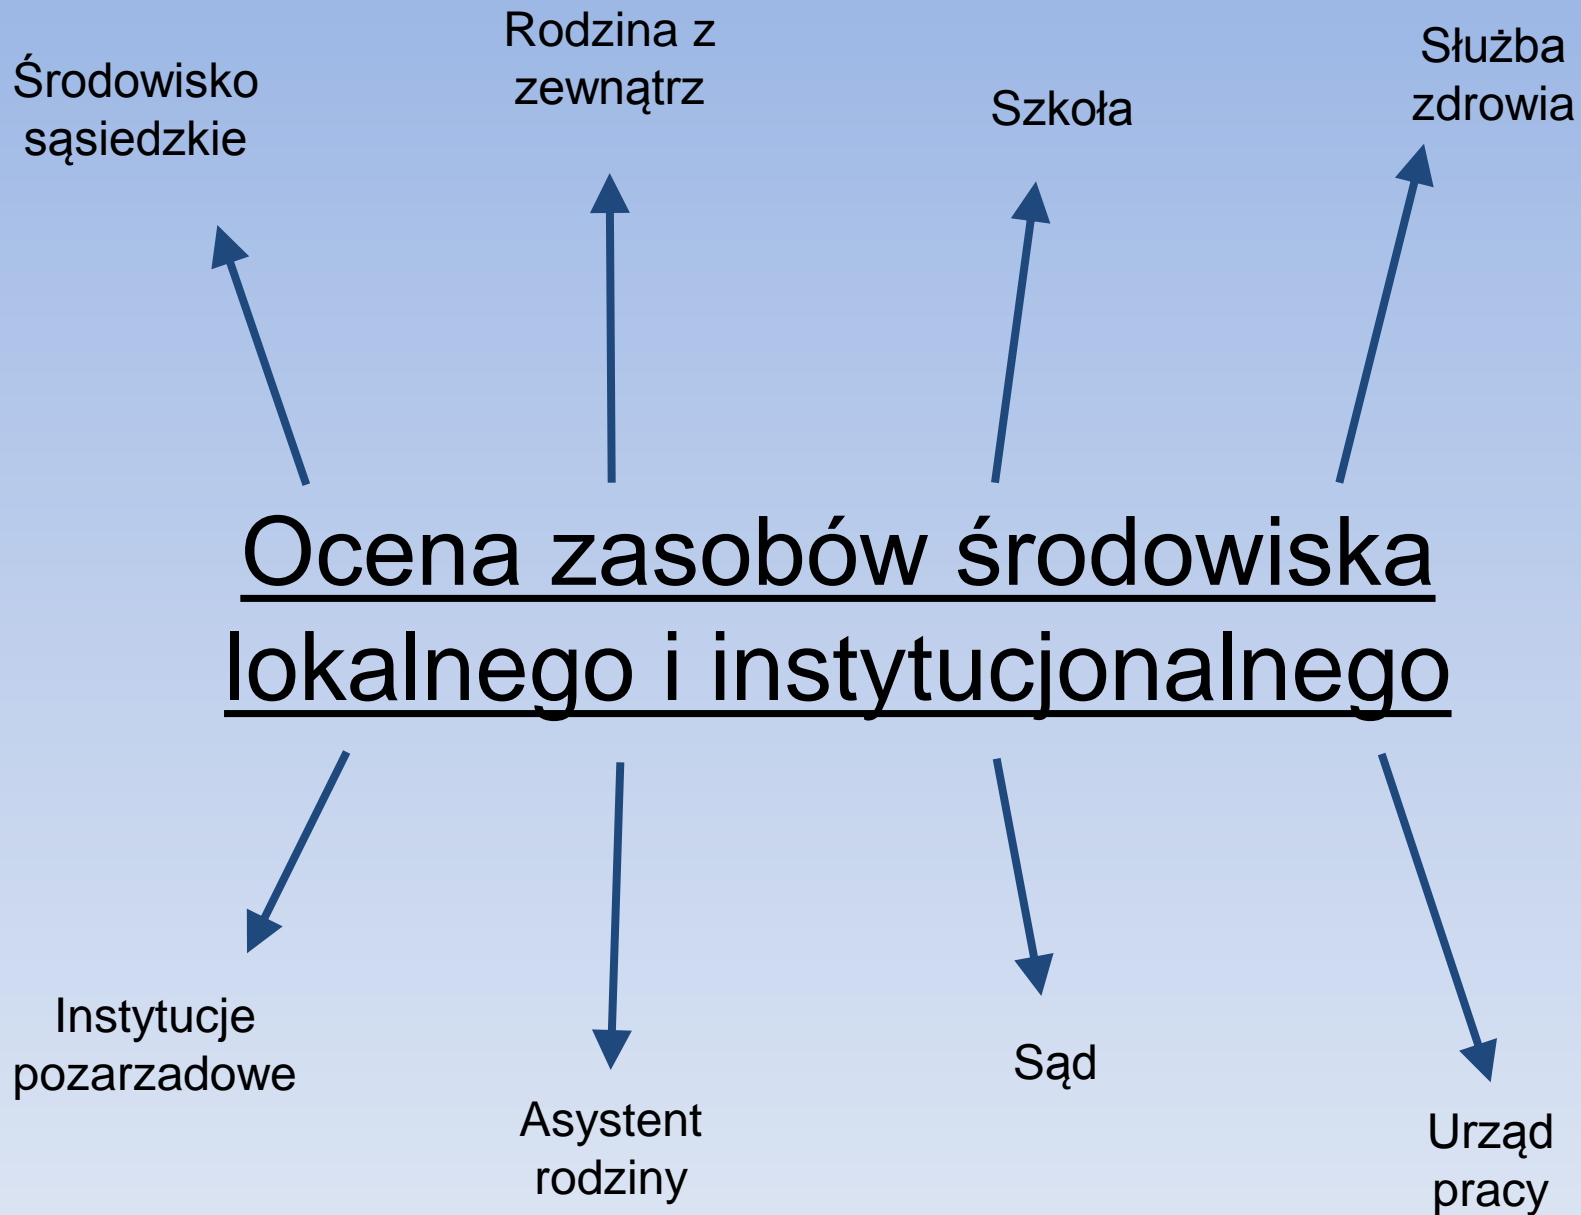 Środowisko
sąsiedzkie
Rodzina z
zewnątrz
Szkoła
Służba
zdrowia
Ocena zasobów środowiska
lokalnego i instytucjonalnego
Instytucje
pozarzadowe
Asystent
rodziny
Sąd
Urząd
pracy